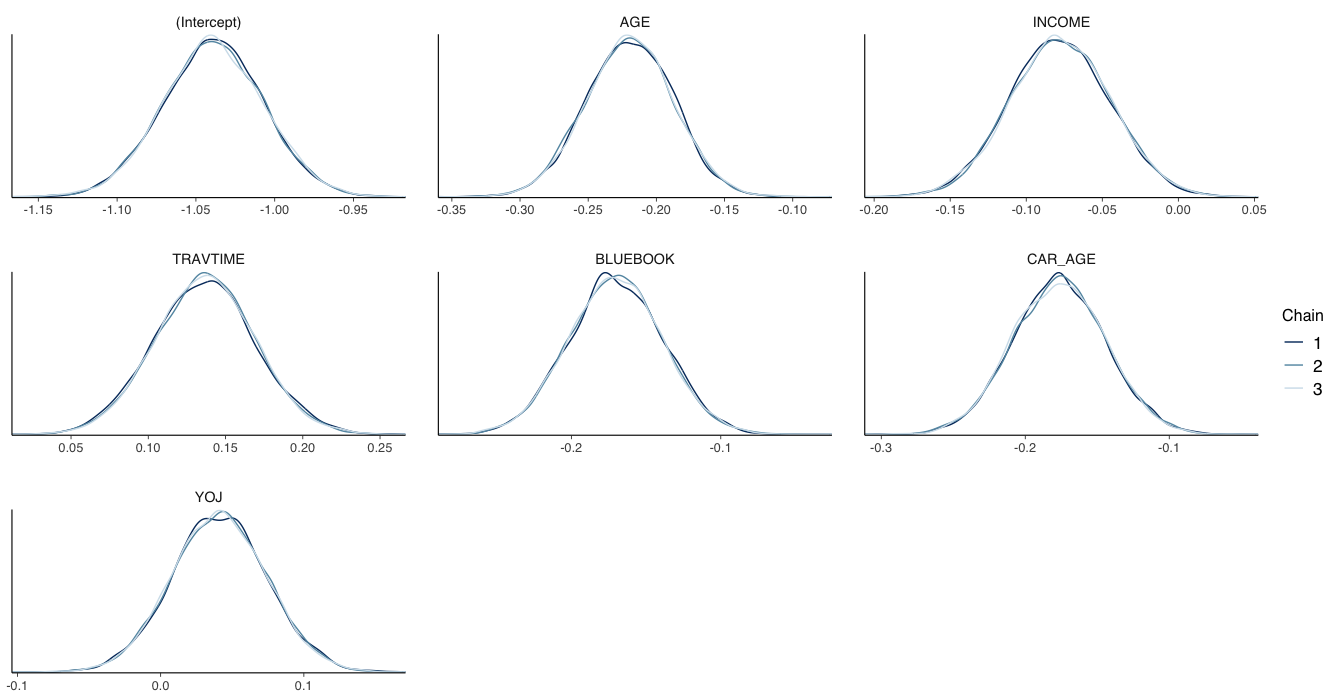 (Intercept) AGE INCOME
-1.15 -1.10 -1.05 -1.00 -0.95 -0.35 -0.30 -0.25 -0.20 -0.15 -0.10 -0.20 -0.15 -0.10 -0.05 0.00 0.05
TRAVTIME BLUEBOOK CAR_AGE
Chain
1
2
3
0.05 0.10 0.15 0.20 0.25 -0.2 -0.1 -0.3 -0.2 -0.1
YOJ
-0.1 0.0 0.1